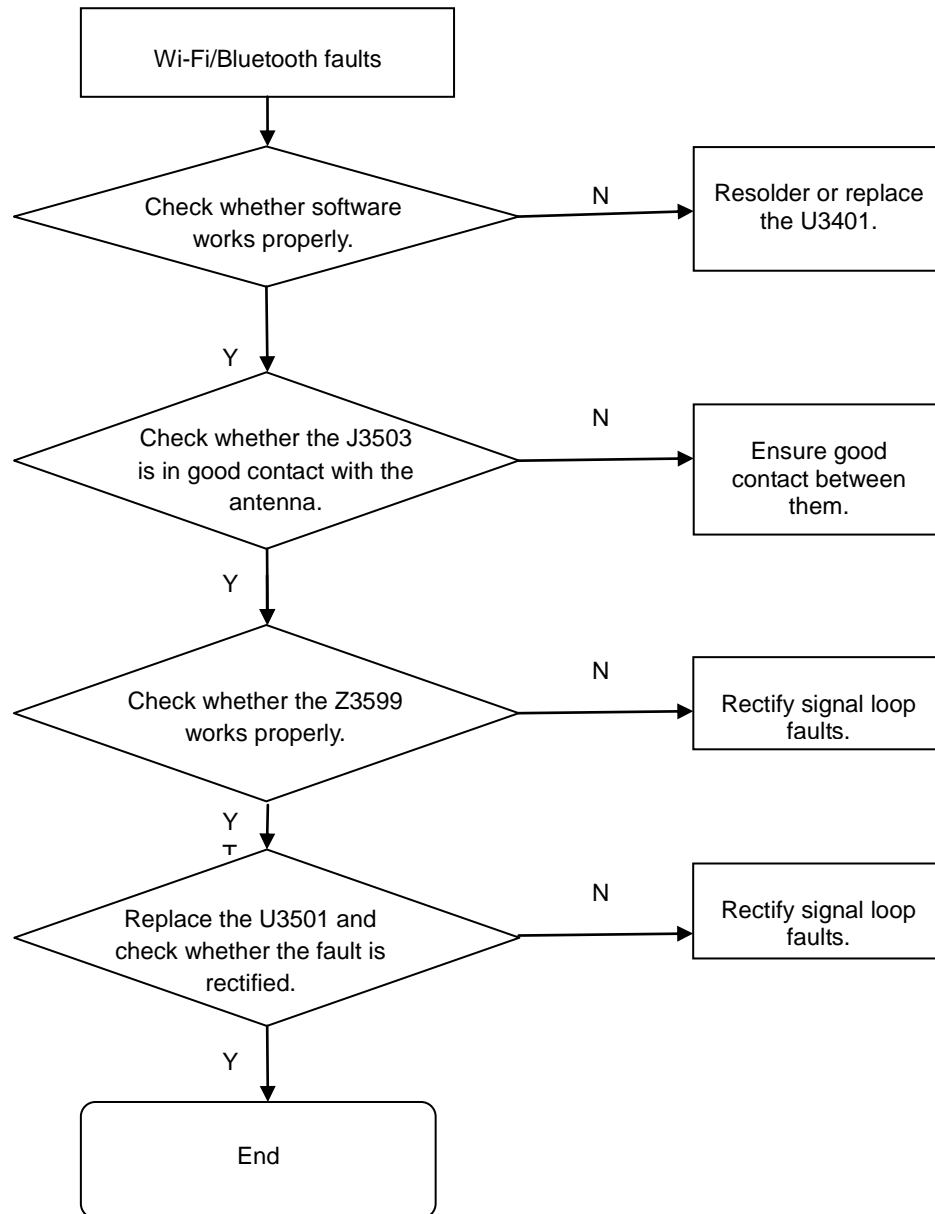 Wi-Fi/Bluetooth faults
Check whether software
works properly.
N
Resolder or replace
the U3401.
Y
Check whether the J3503
is in good contact with the
antenna.
N
Ensure good
contact between
them.
Y
Check whether the Z3599
works properly.
N
Rectify signal loop
faults.
Y
Replace the U3501 and
check whether the fault is
rectified.
N
Rectify signal loop
faults.
Y
End